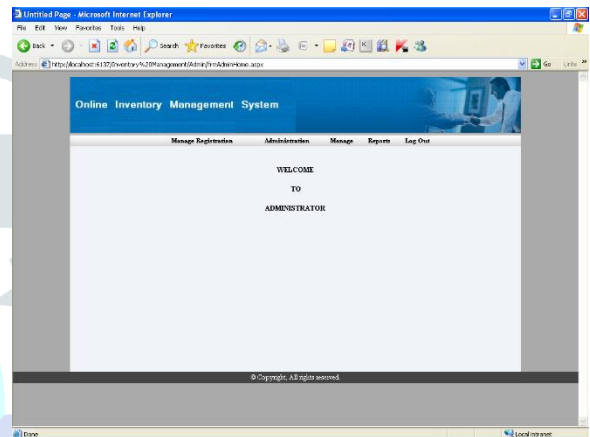 Untitled Page - Microsoft Internet Explorer
File Edit View Favorites Tools Help
Back Search Favorites
Address http://localhost:6137/Inventory%20Management/Admin/frmAdminHome.aspx Go Links »
Online Inventory Management System
Manage Registration Administration Manage Reports Log Out
WELCOME
TO
ADMINISTRATOR
© Copyright, All rights reserved.
Done Local intranet